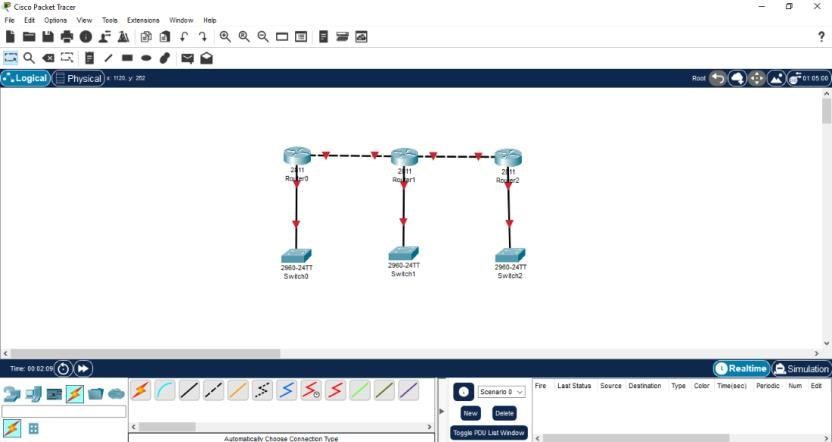 Cisco Packet Tracer
File Edit Options View Tools Extensions Window Help
?
Logical Physical x: 1120, y: 262 Root 01:05:00
2811 2811 2811
Router0 Router1 Router2
2960-24TT 2960-24TT 2960-24TT
Switch0 Switch1 Switch2
Time: 00:02:09 Realtime Simulation
Scenario 0 Fire Last Status Source Destination Type Color Time(sec) Periodic Num Edit
New Delete
Toggle PDU List Window
Automatically Choose Connection Type